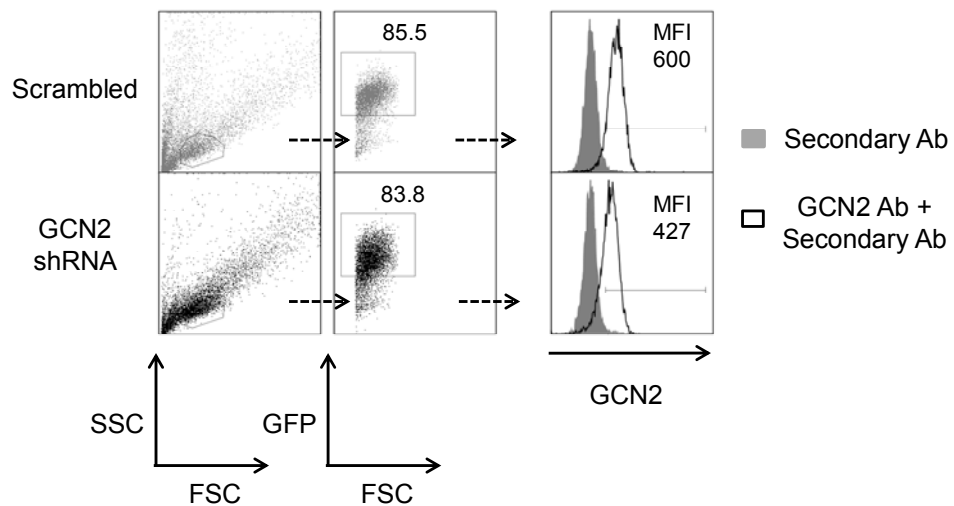 85.5
Scrambled
MFI
600
Secondary Ab
83.8
GCN2
shRNA
MFI
427
GCN2 Ab +
Secondary Ab
GCN2
SSC
GFP
FSC
FSC